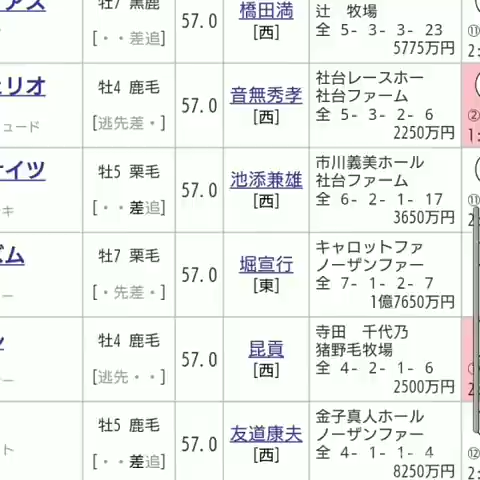 牡7 黒鹿
[・・差追]
57.0
橋田満
[西]
辻 牧場
全 5- 3- 3- 23
5775万円
リオ
ュード
牡4 鹿毛
[逃先差・]
57.0
音無秀孝
[西]
社台レースホー
社台ファーム
全 5- 3- 2- 6
2250万円
イツ
キ
牡5 栗毛
[・・差追]
57.0
池添兼雄
[西]
市川義美ホール
社台ファーム
全 6- 2- 1- 17
3650万円
ズム
ー
牡7 栗毛
[・先差・]
57.0
堀宣行
[東]
キャロットファ
ノーザンファー
全 7- 1- 2- 7
1億7650万円
ー
牡4 鹿毛
[逃先・・]
57.0
昆貢
[西]
寺田 千代乃
猪野毛牧場
全 4- 2- 1- 6
2500万円
ト
牡5 鹿毛
[・・差追]
57.0
友道康夫
[西]
金子真人ホール
ノーザンファー
全 4- 1- 1- 4
8250万円